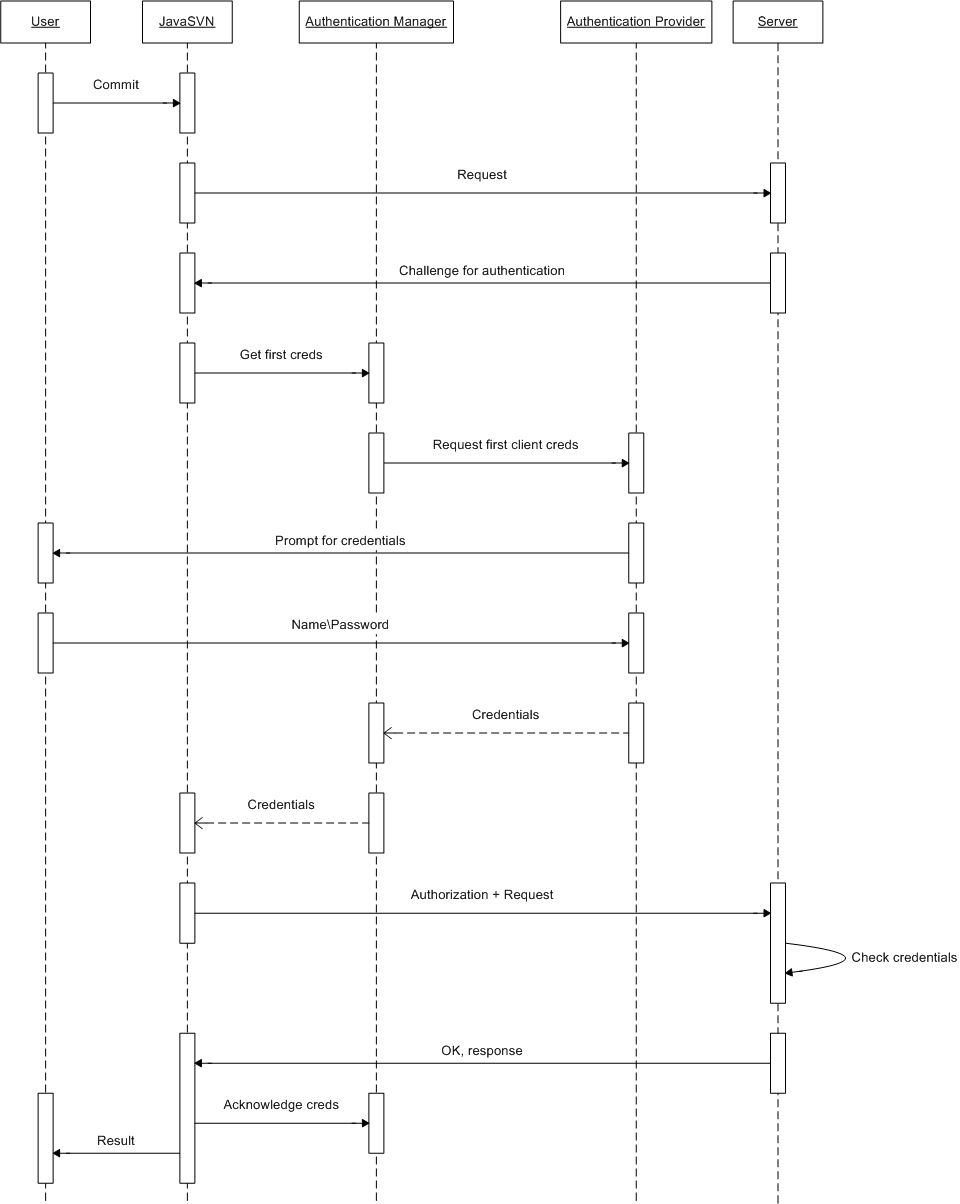 User
JavaSVN
Authentication Manager
Authentication Provider
Server
Commit
Request
Challenge for authentication
Get first creds
Request first client creds
Prompt for credentials
Name\Password
Credentials
Credentials
Authorization + Request
Check credentials
OK, response
Acknowledge creds
Result